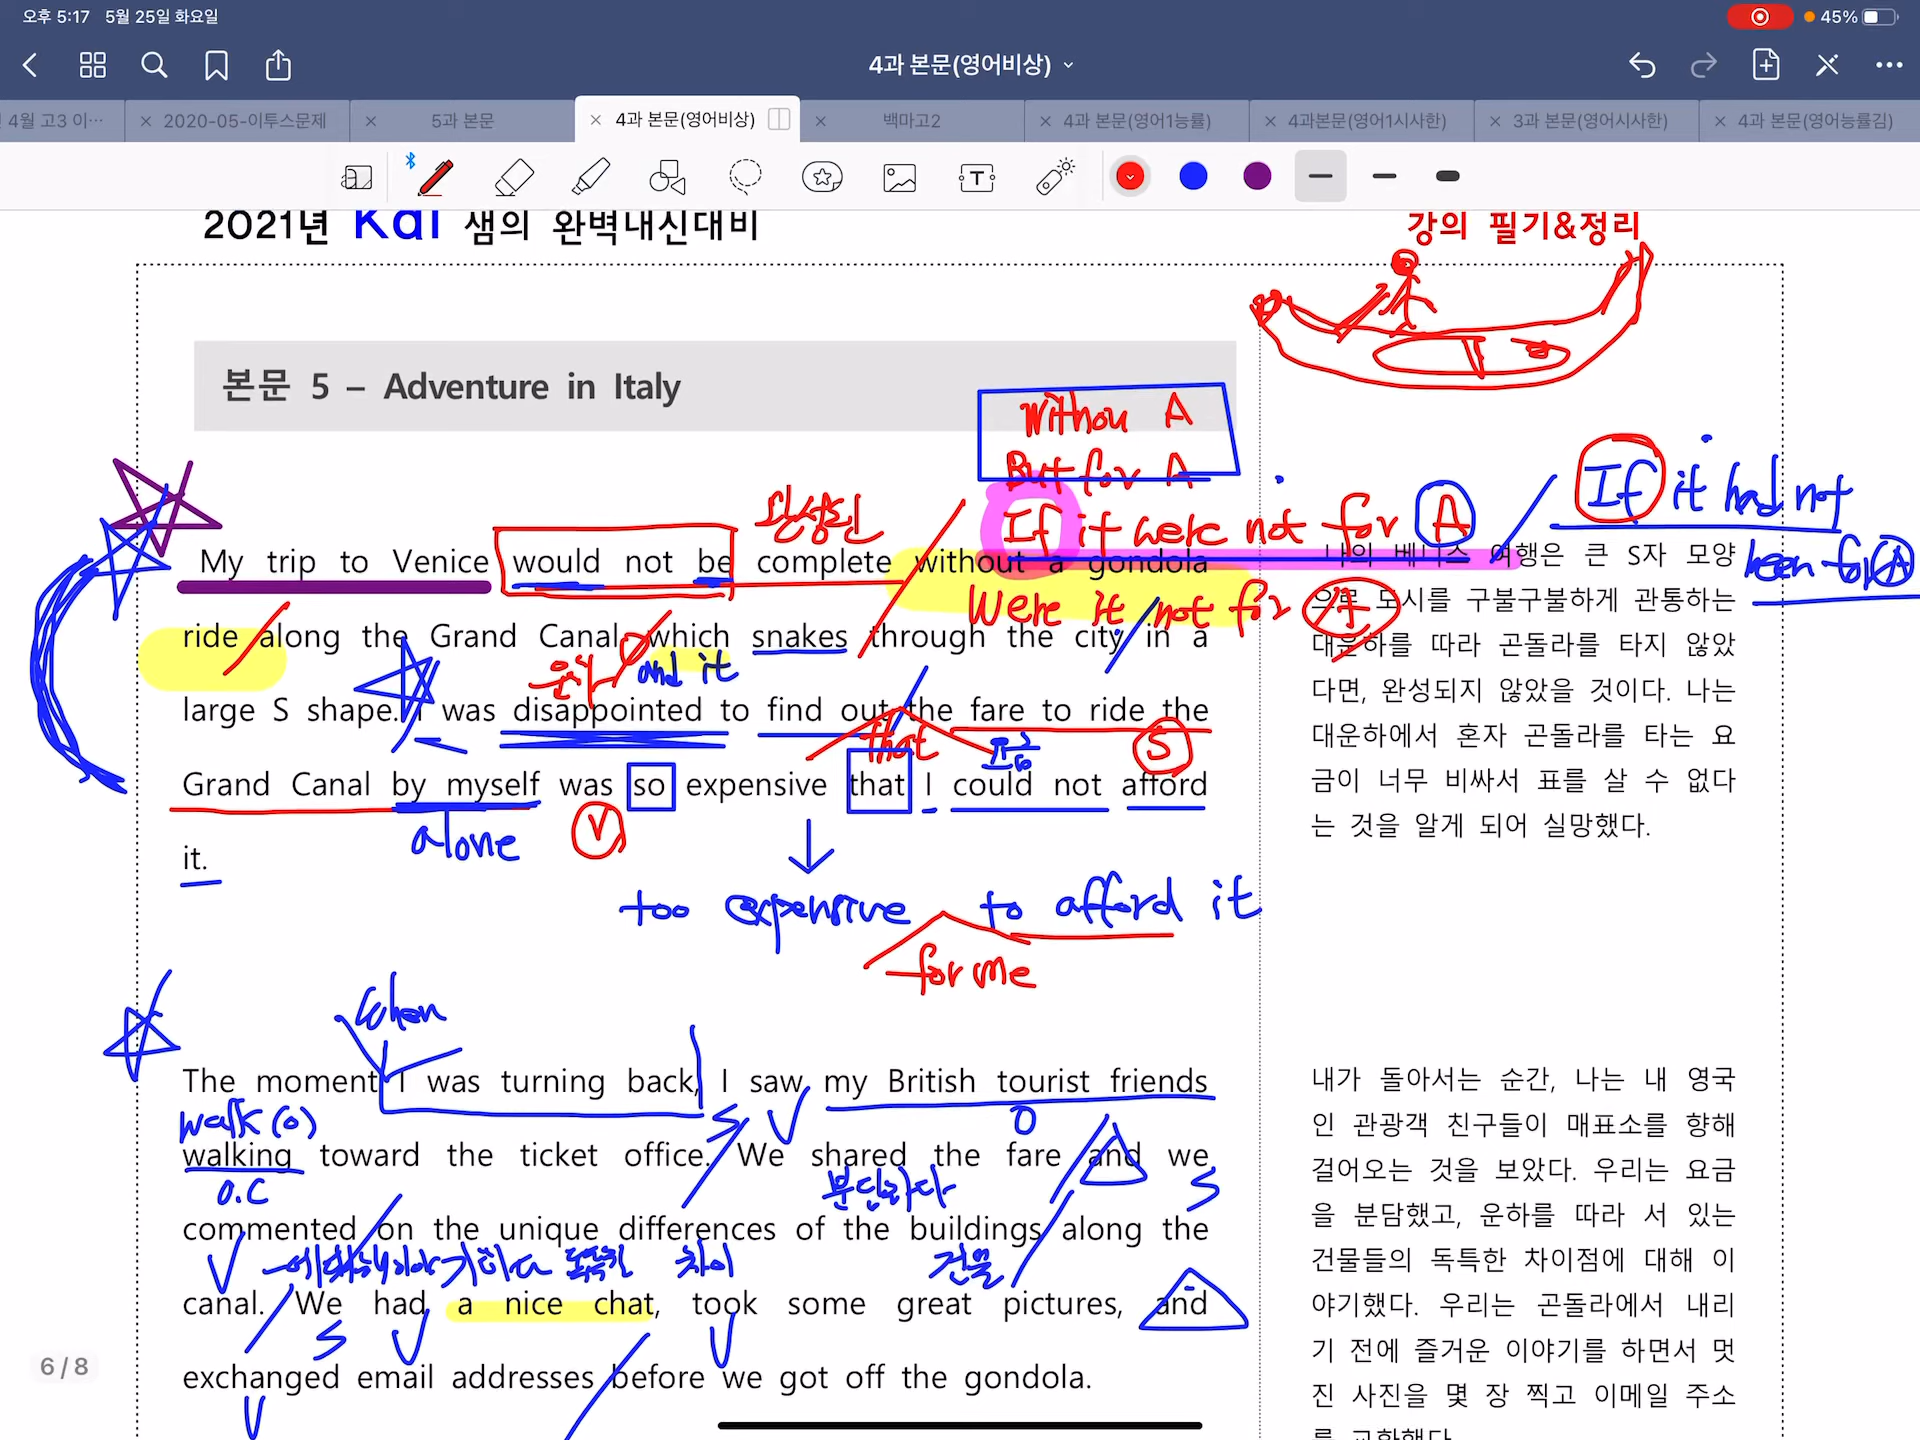 오후 5:17 5월 25일 화요일
45%
4과 본문(영어비상)
4월 고3 이…
2020-05-이투스문제
5과 본문
4과 본문(영어비상)
백마고2
4과 본문(영어1능률)
4과본문(영어1시사한)
3과 본문(영어시사한)
4과 본문(영어능률김)
2021년 Kai 샘의 완벽내신대비
강의 필기&정리
본문 5 – Adventure in Italy
Withou A
But for A
If it were not for A
If it had not
been for A
Were it not for A
완성된
My trip to Venice would not be complete without a gondola
ride along the Grand Canal, which snakes through the city in a
and it
large S shape. I was disappointed to find out the fare to ride the
that
S
Grand Canal by myself was so expensive that I could not afford
alone
V
it.
too expensive to afford it
for me
나의 베니스 여행은 큰 S자 모양
으로 도시를 구불구불하게 관통하는
대운하를 따라 곤돌라를 타지 않았
다면, 완성되지 않았을 것이다. 나는
대운하에서 혼자 곤돌라를 타는 요
금이 너무 비싸서 표를 살 수 없다
는 것을 알게 되어 실망했다.
when
The moment I was turning back, I saw my British tourist friends
walk (o)
S V O
walking toward the ticket office. We shared the fare and we
O.C
분담하다
S
commented on the unique differences of the buildings along the
V
에 대해 이야기하다 독특한 차이
건물
canal. We had a nice chat, took some great pictures, and
S V V
exchanged email addresses before we got off the gondola.
V
내가 돌아서는 순간, 나는 내 영국
인 관광객 친구들이 매표소를 향해
걸어오는 것을 보았다. 우리는 요금
을 분담했고, 운하를 따라 서 있는
건물들의 독특한 차이점에 대해 이
야기했다. 우리는 곤돌라에서 내리
기 전에 즐거운 이야기를 하면서 멋
진 사진을 몇 장 찍고 이메일 주소
를 교환했다.
6 / 8